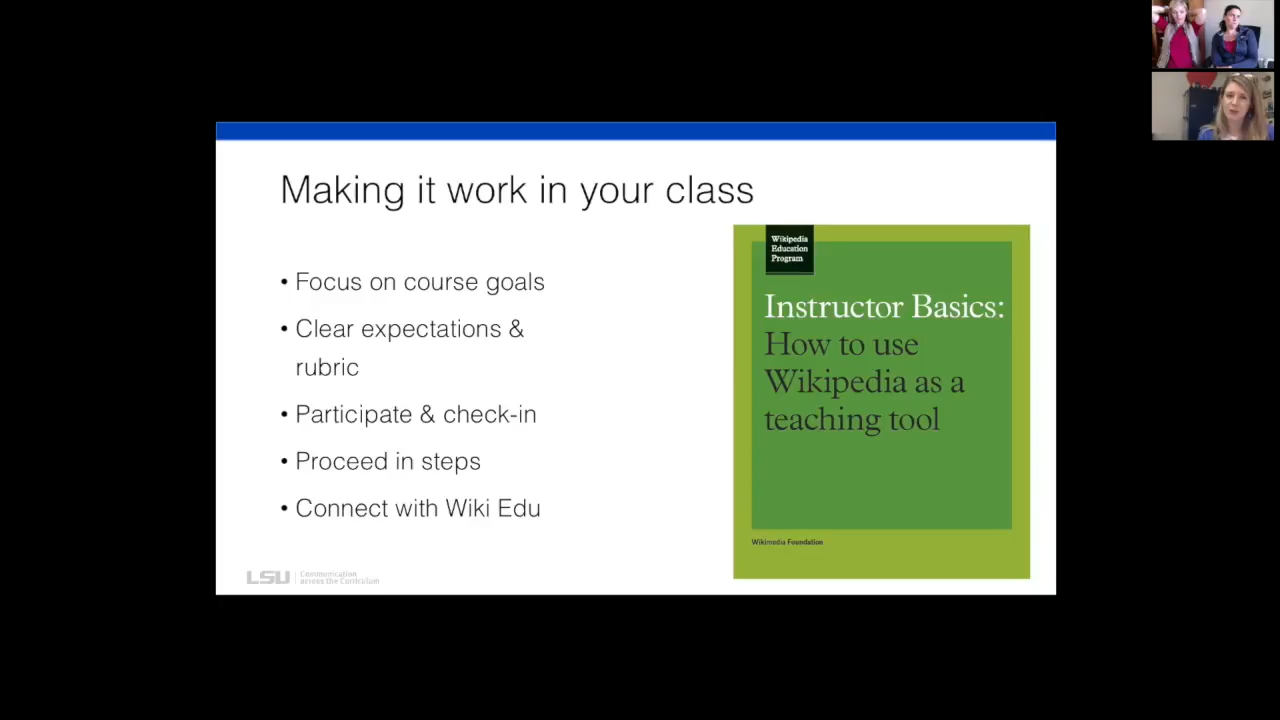 Making it work in your class
• Focus on course goals
• Clear expectations &
rubric
• Participate & check-in
• Proceed in steps
• Connect with Wiki Edu
LSU
Communication
across the Curriculum
Wikipedia
Education
Program
Instructor Basics:
How to use
Wikipedia as a
teaching tool
Wikimedia Foundation